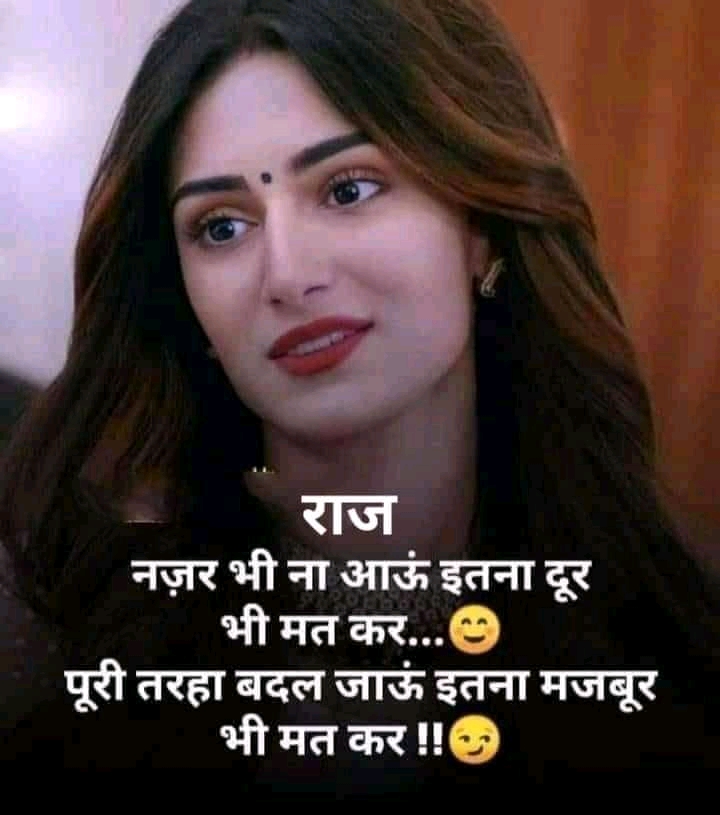 राज
नज़र भी ना आऊं इतना दूर
भी मत कर...😊
पूरी तरहा बदल जाऊं इतना मजबूर
भी मत कर !!😏